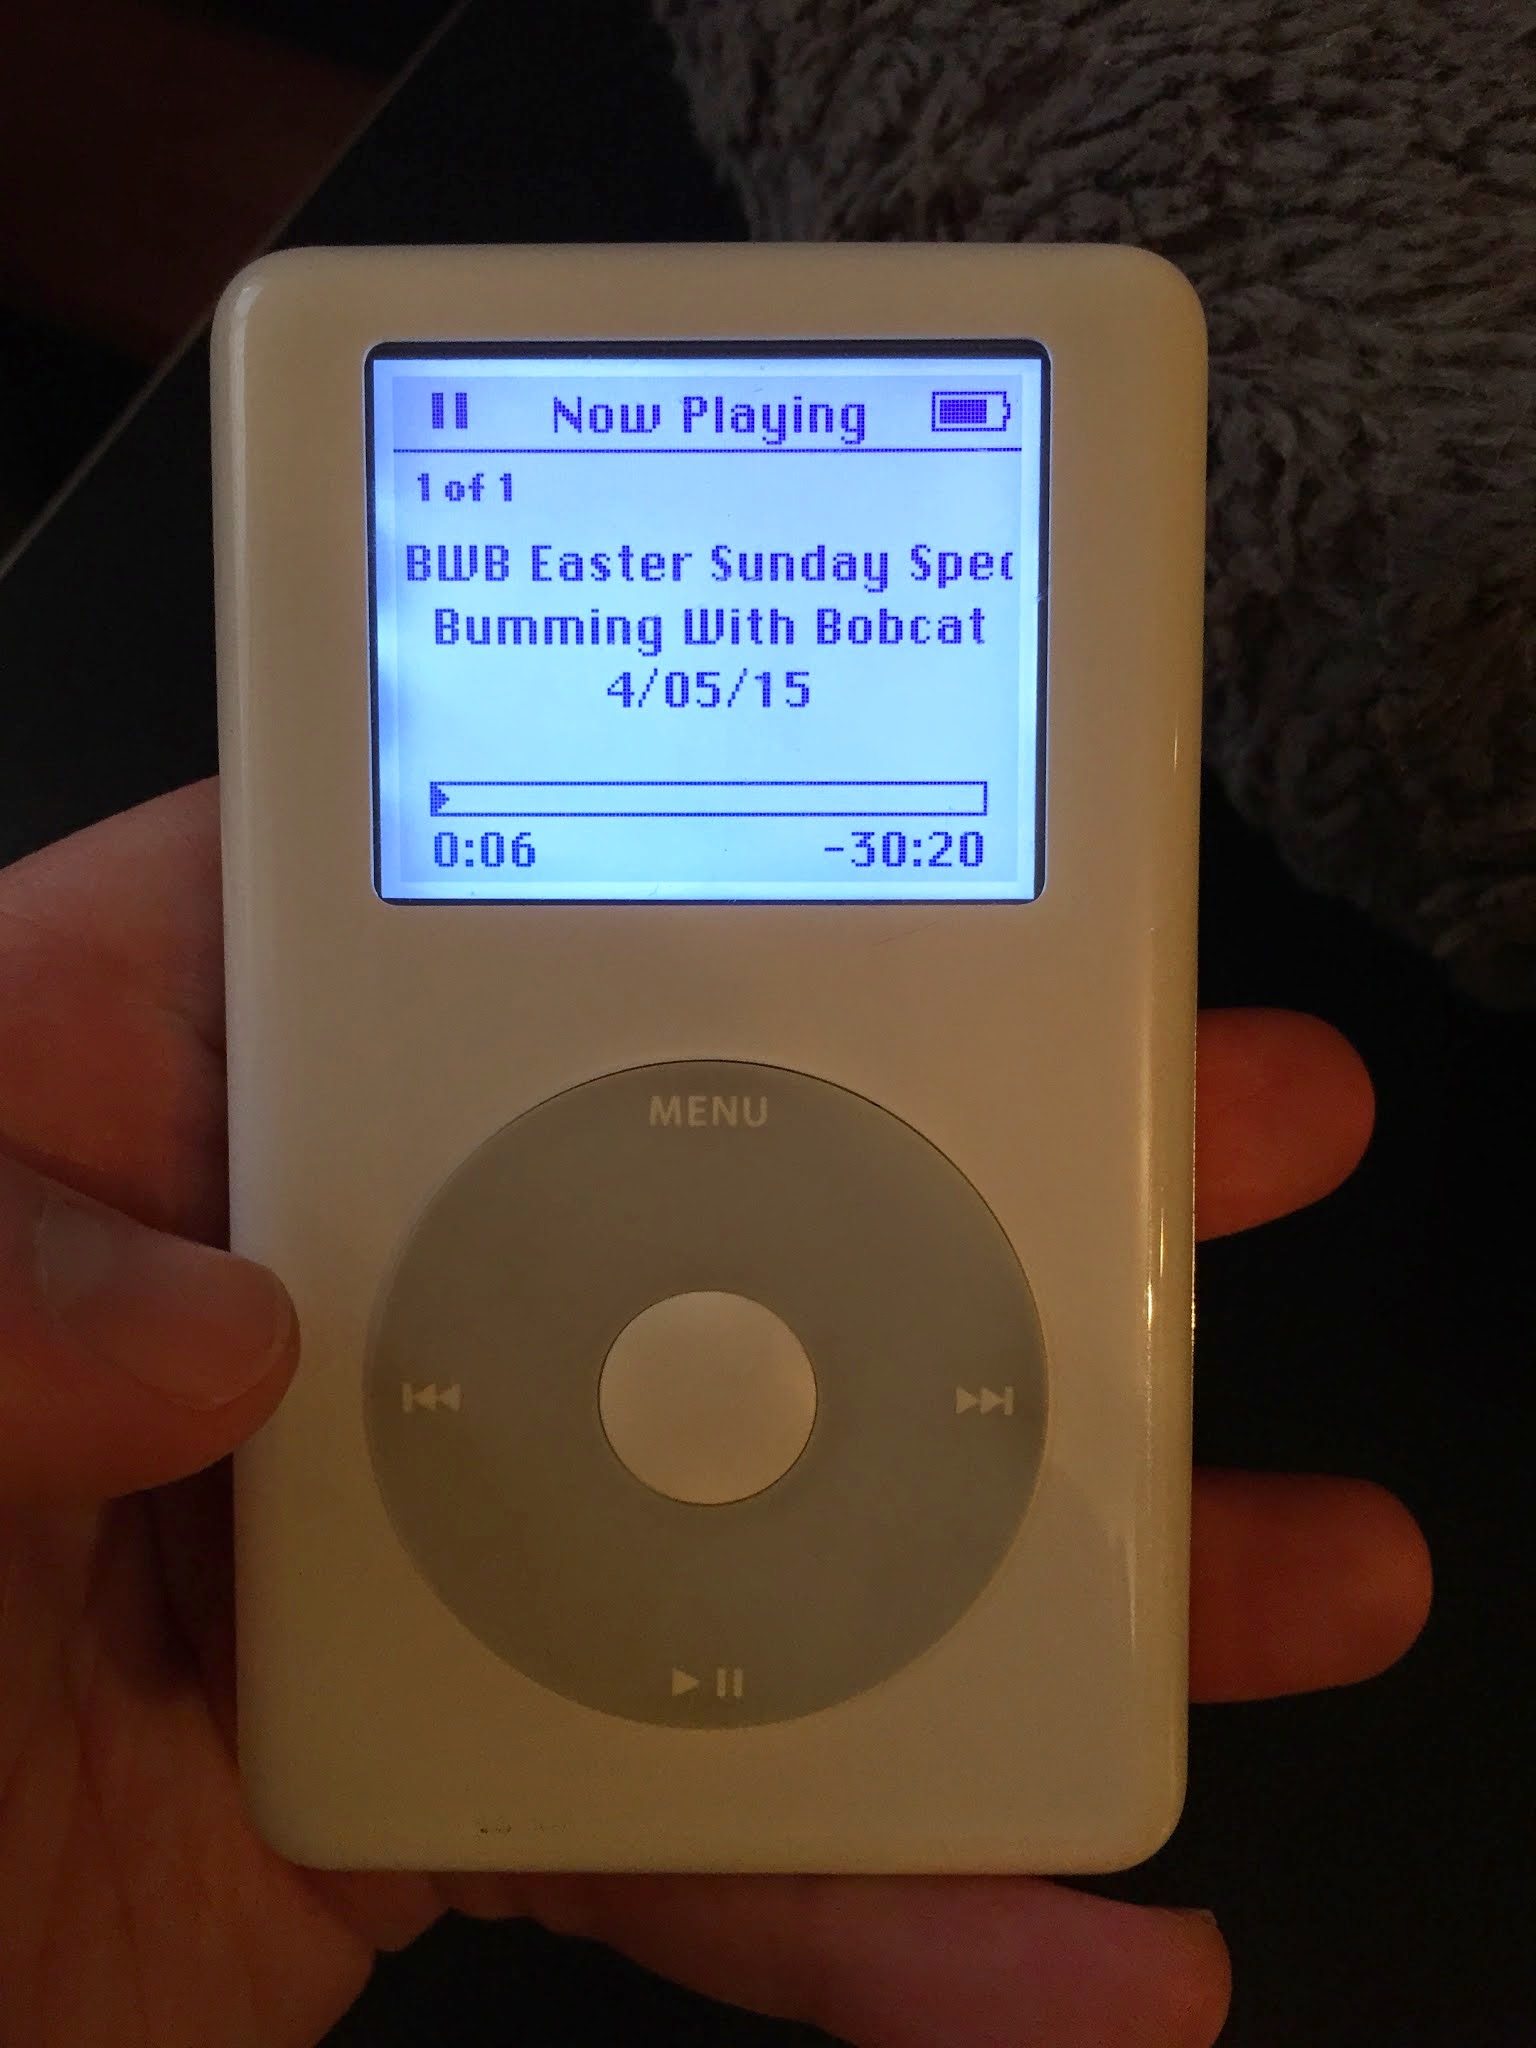 Now Playing
1 of 1
BWB Easter Sunday Spec
Bumming With Bobcat
4/05/15
0:06 -30:20
MENU